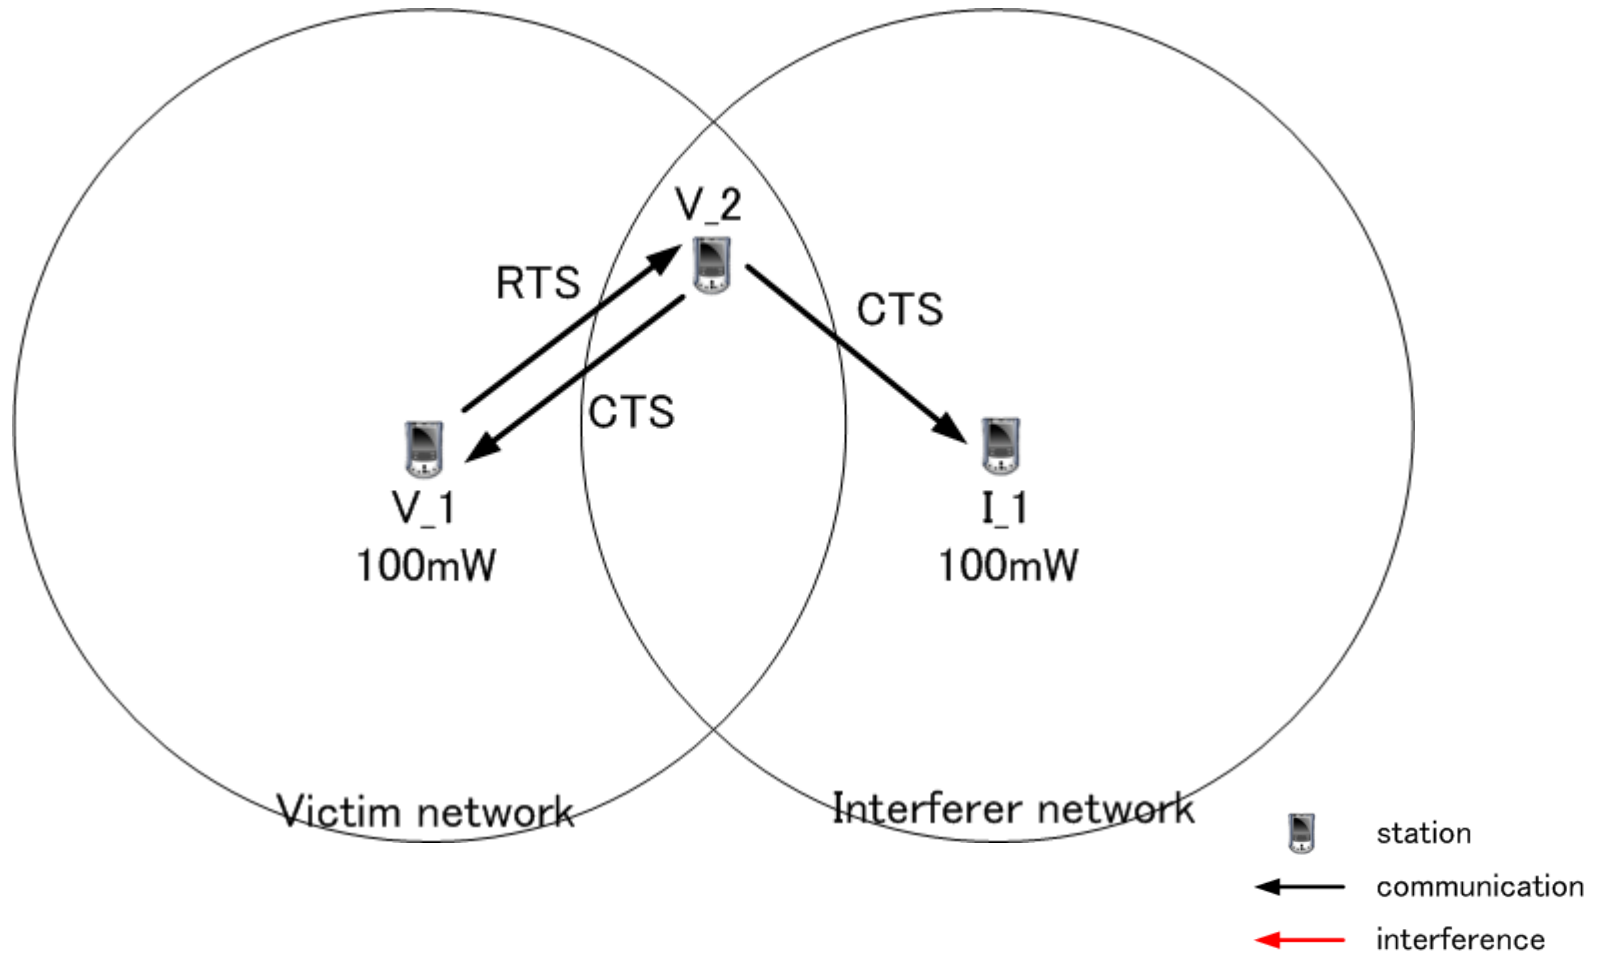 V_2
RTS
CTS
CTS
V_1
100mW
I_1
100mW
Victim network
Interferer network
station
communication
interference